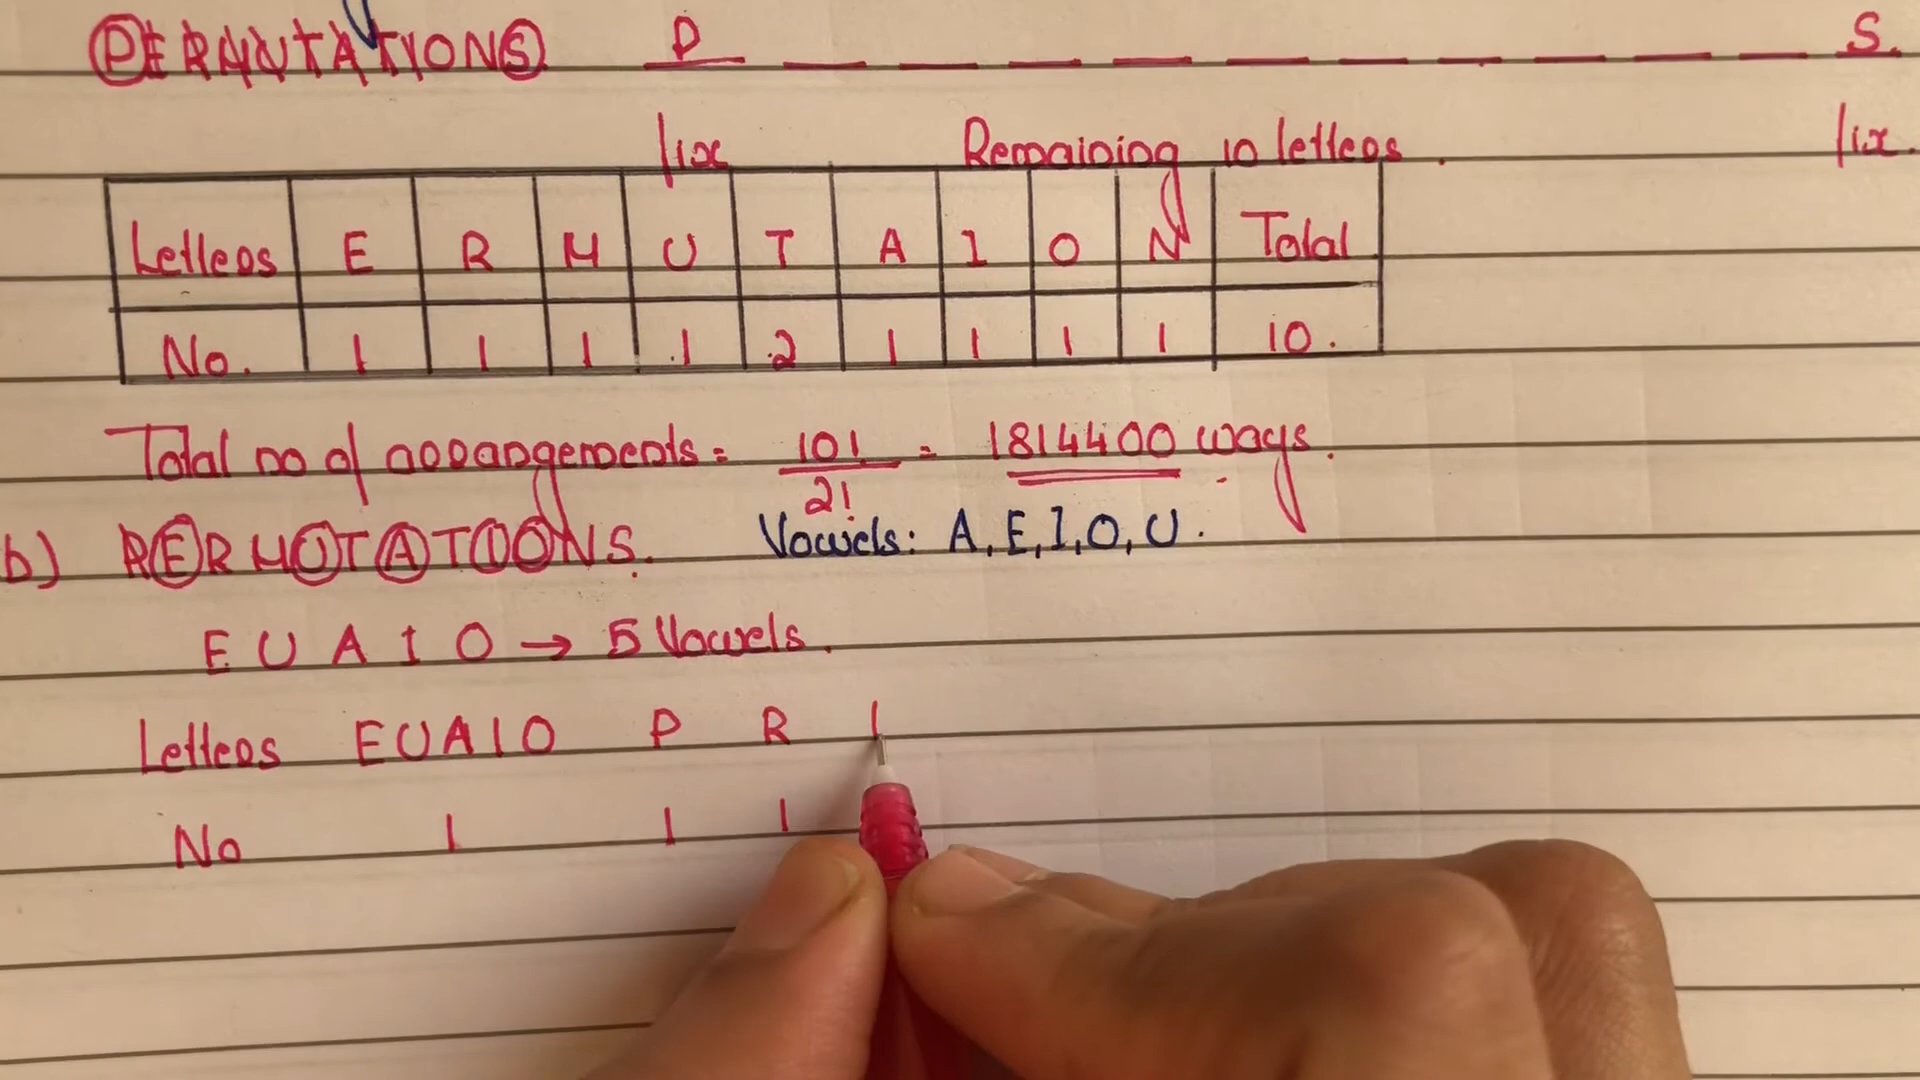 PERMUTATIONS P S.
fix Remaining 10 letters. fix.
Letters E R M U T A I O N Total
No. 1 1 1 1 2 1 1 1 1 10.
Total no of arrangements = 10! / 2! = 1814400 ways.
b) PERMUTATIONS. Vowels: A, E, I, O, U.
E U A I O → 5 Vowels.
Letters EUAIO P R
No 1 1 1